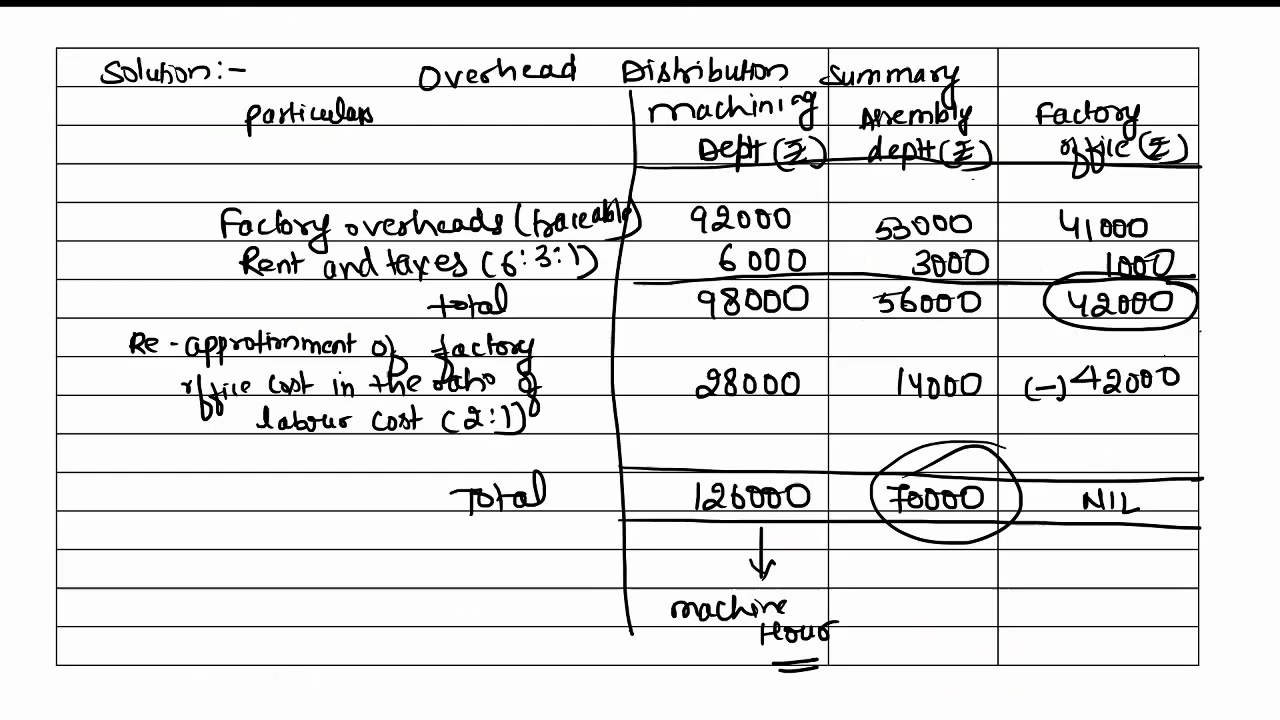 Solution:- Overhead Distribution Summary
particulars machining Assembly Factory
Deptt (₹) deptt (₹) office (₹)
Factory overheads (traceable) 92000 53000 41000
Rent and taxes (6:3:1) 6000 3000 1000
total 98000 56000 42000
Re-apportionment of factory
office cost in the ratio of 28000 14000 (-) 42000
labour cost (2:1)
Total 126000 70000 NIL
machine
Hour